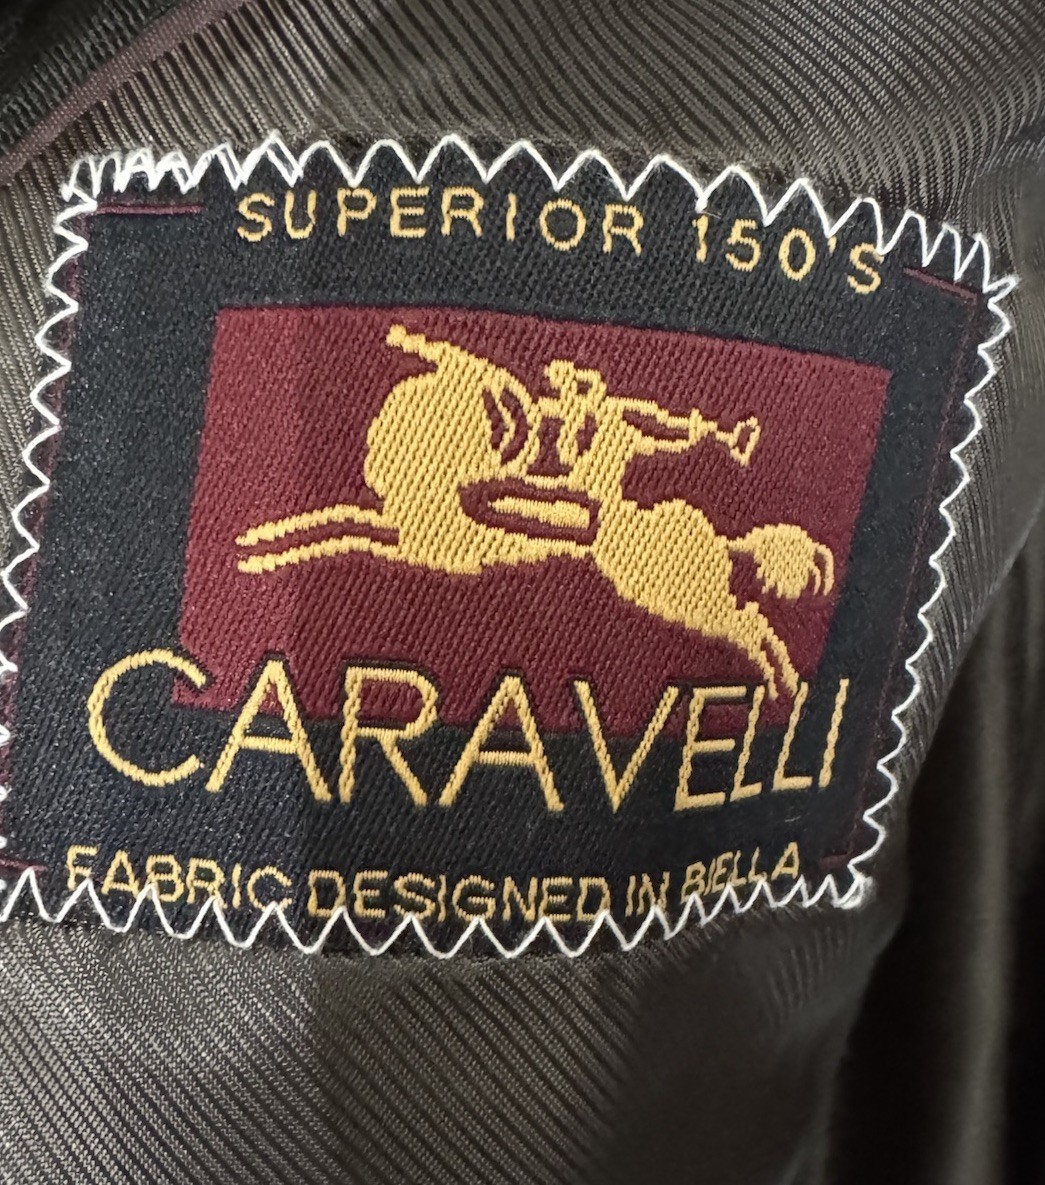 SUPERIOR 150'S
CARAVELLI
FABRIC DESIGNED IN BIELLA